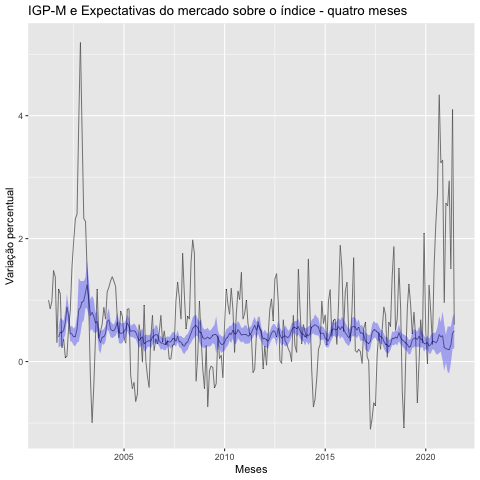 IGP-M e Expectativas do mercado sobre o índice - quatro meses
Variação percentual
4
2
0
2005
2010
2015
2020
Meses